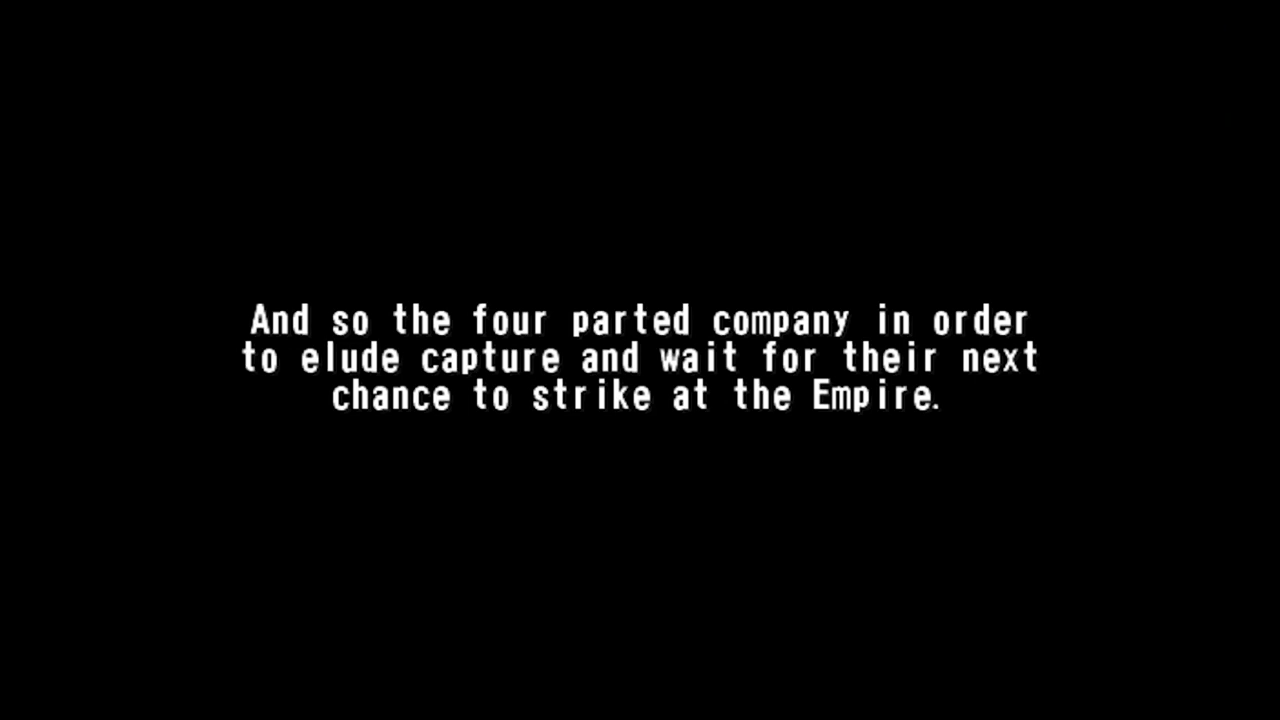 And so the four parted company in order
to elude capture and wait for their next
chance to strike at the Empire.